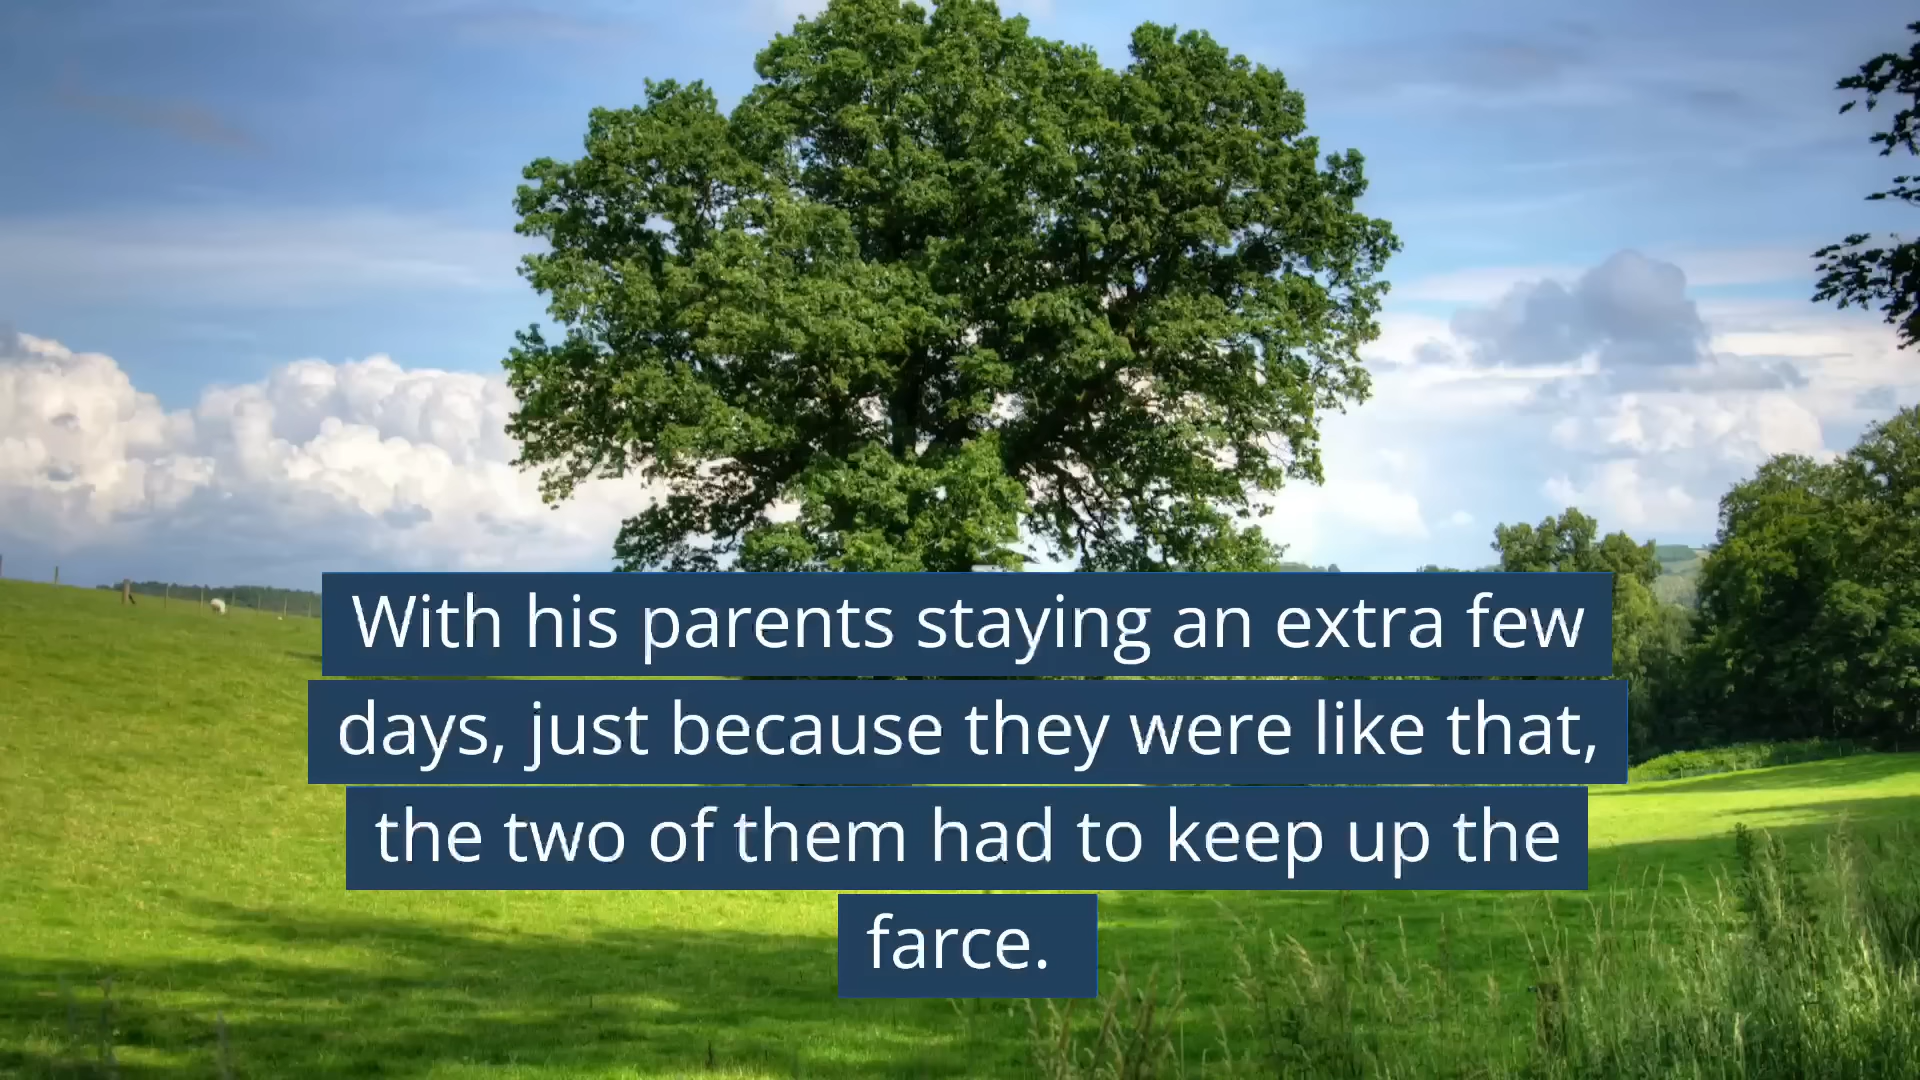 With his parents staying an extra few
days, just because they were like that,
the two of them had to keep up the
farce.